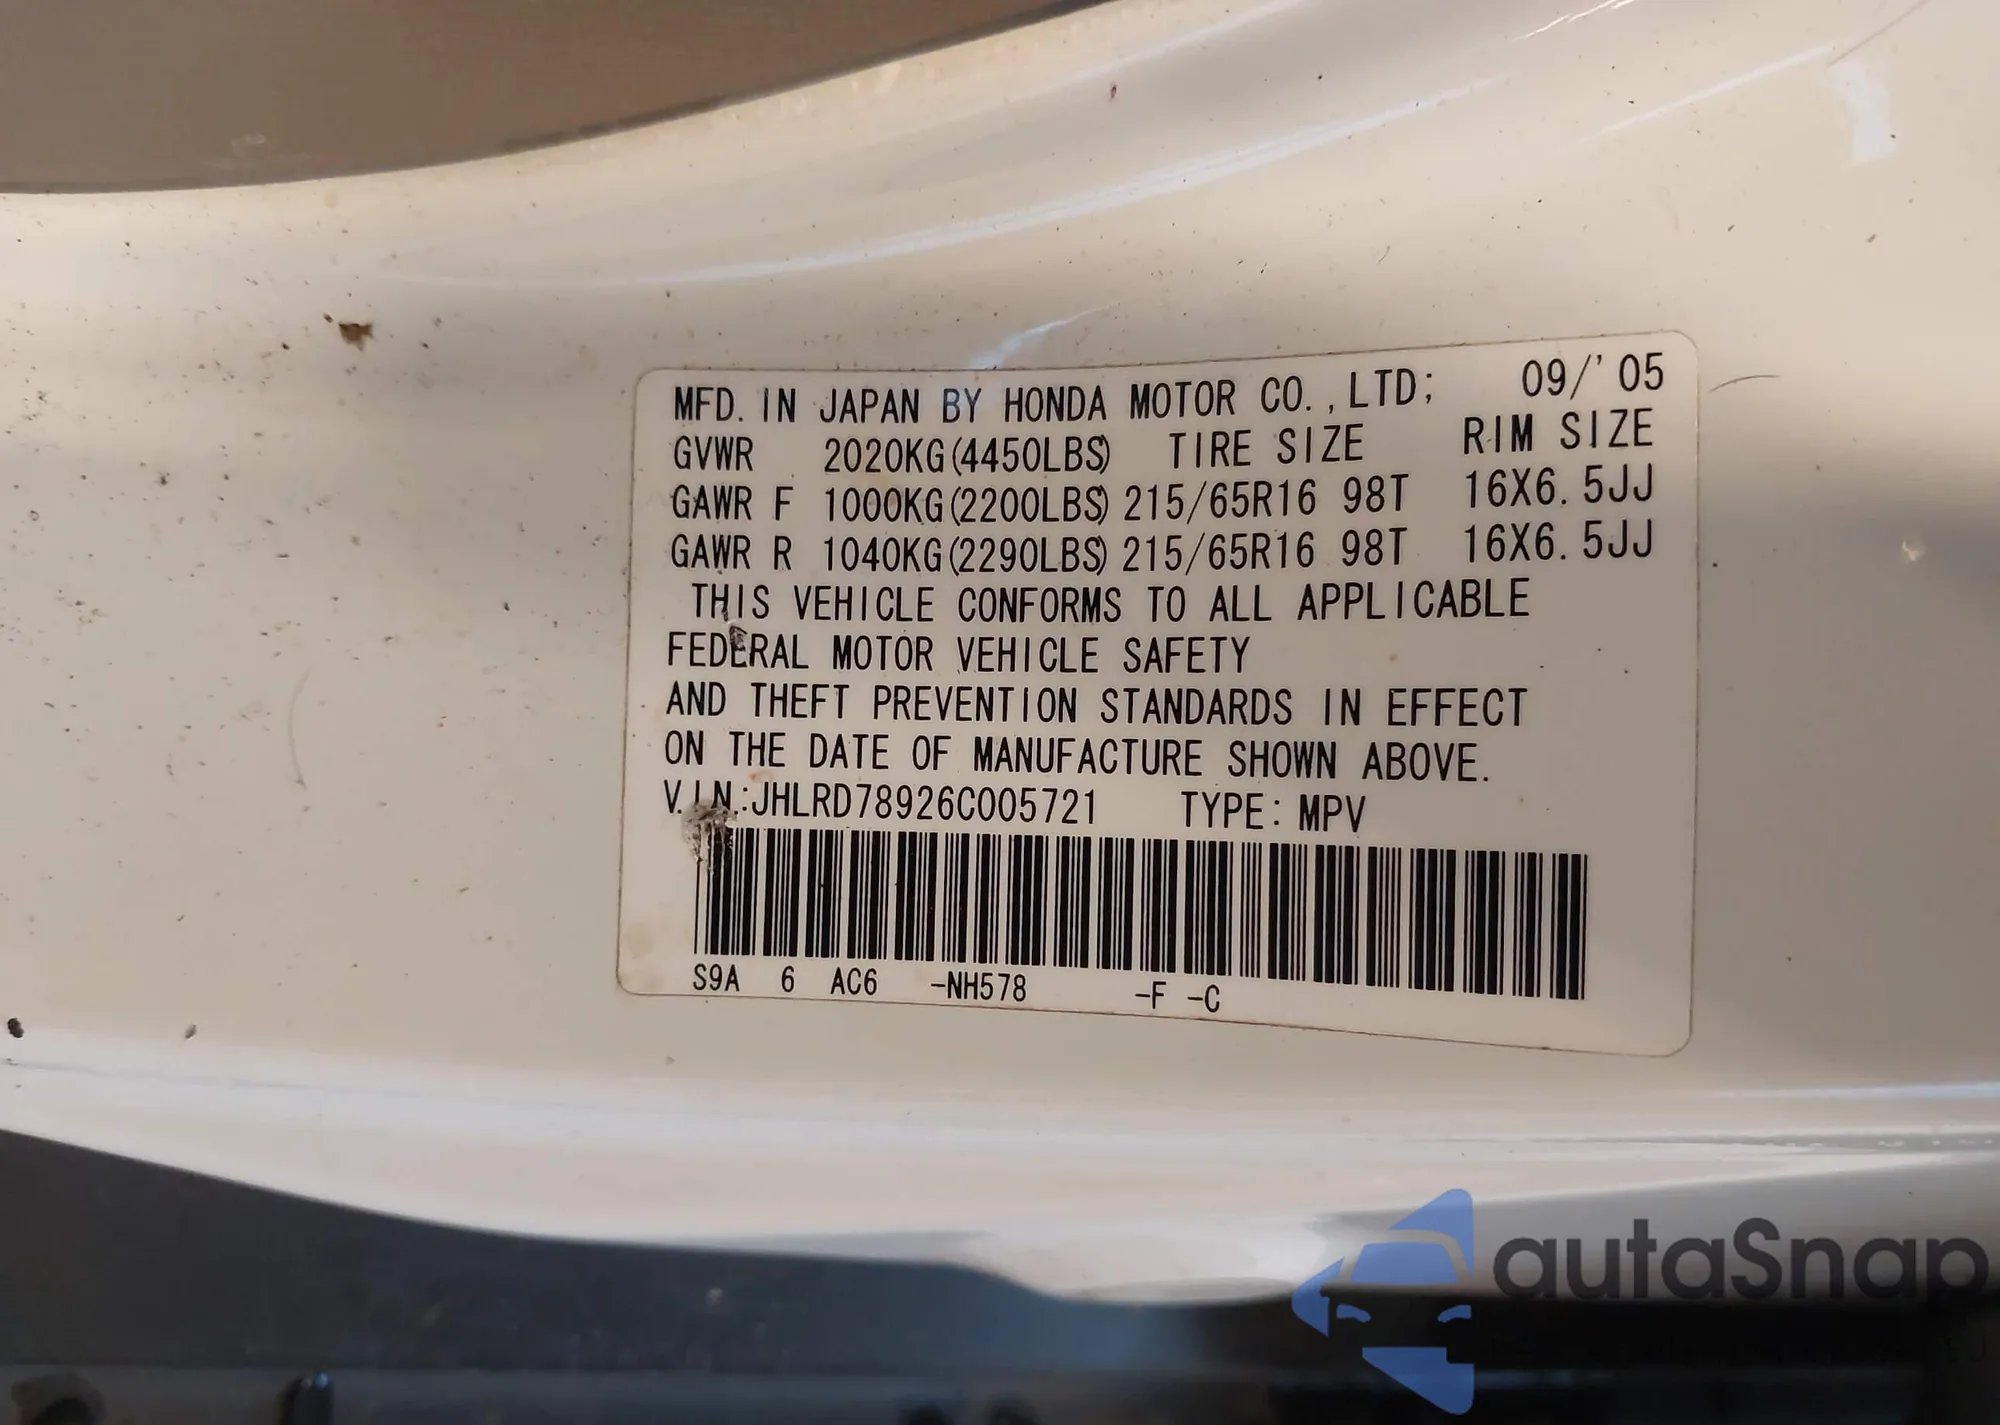 MFD. IN JAPAN BY HONDA MOTOR CO., LTD; 09/'05
GVWR 2020KG(4450LBS) TIRE SIZE RIM SIZE
GAWR F 1000KG(2200LBS) 215/65R16 98T 16X6.5JJ
GAWR R 1040KG(2290LBS) 215/65R16 98T 16X6.5JJ
THIS VEHICLE CONFORMS TO ALL APPLICABLE
FEDERAL MOTOR VEHICLE SAFETY
AND THEFT PREVENTION STANDARDS IN EFFECT
ON THE DATE OF MANUFACTURE SHOWN ABOVE.
V.I.N.:JHLRD78926C005721 TYPE: MPV
S9A 6 AC6 -NH578 -F -C
autaSnap